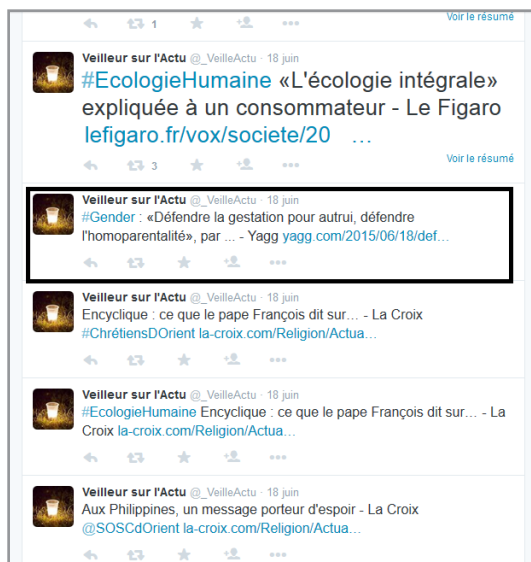 1
Voir le résumé
Veilleur sur l'Actu @_VeilleActu · 18 juin
#EcologieHumaine «L'écologie intégrale»
expliquée à un consommateur - Le Figaro
lefigaro.fr/vox/societe/20 …
3
Voir le résumé
Veilleur sur l'Actu @_VeilleActu · 18 juin
#Gender : «Défendre la gestation pour autrui, défendre
l'homoparentalité», par ... - Yagg yagg.com/2015/06/18/def…
Veilleur sur l'Actu @_VeilleActu · 18 juin
Encyclique : ce que le pape François dit sur… - La Croix
#ChrétiensDOrient la-croix.com/Religion/Actua…
Veilleur sur l'Actu @_VeilleActu · 18 juin
#EcologieHumaine Encyclique : ce que le pape François dit sur… - La
Croix la-croix.com/Religion/Actua…
Veilleur sur l'Actu @_VeilleActu · 18 juin
Aux Philippines, un message porteur d'espoir - La Croix
@SOSCdOrient la-croix.com/Religion/Actua…